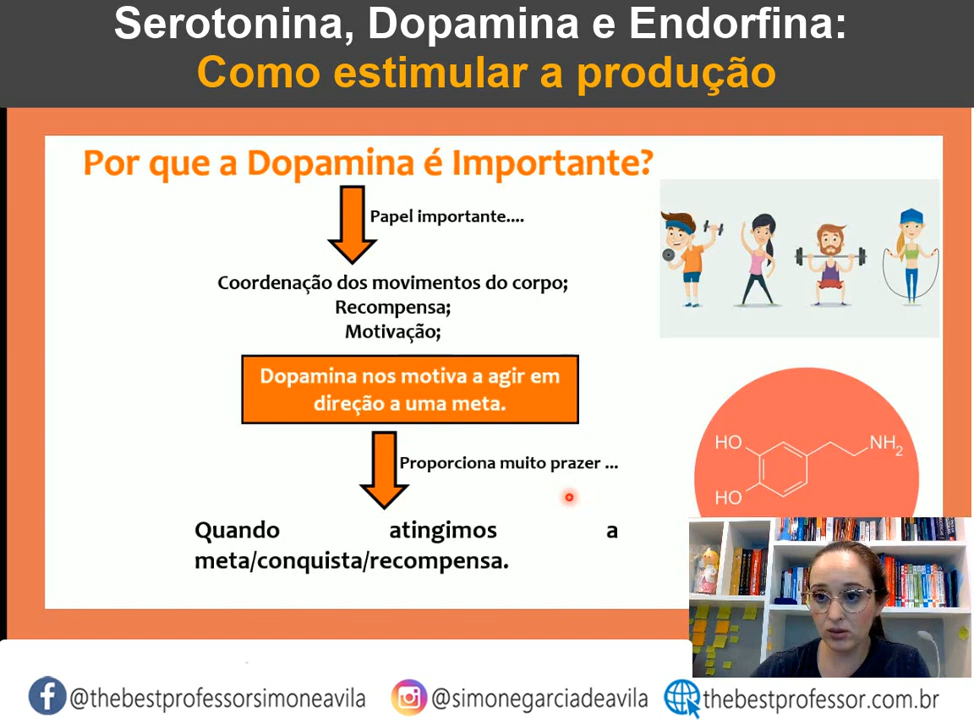 Serotonina, Dopamina e Endorfina:
Como estimular a produção
Por que a Dopamina é Importante?
Papel importante....
Coordenação dos movimentos do corpo;
Recompensa;
Motivação;
Dopamina nos motiva a agir em
direção a uma meta.
Proporciona muito prazer ...
Quando atingimos a
meta/conquista/recompensa.
HO
NH2
HO
@thebestprofessorsimoneavila
@simonegarciadeavila
thebestprofessor.com.br